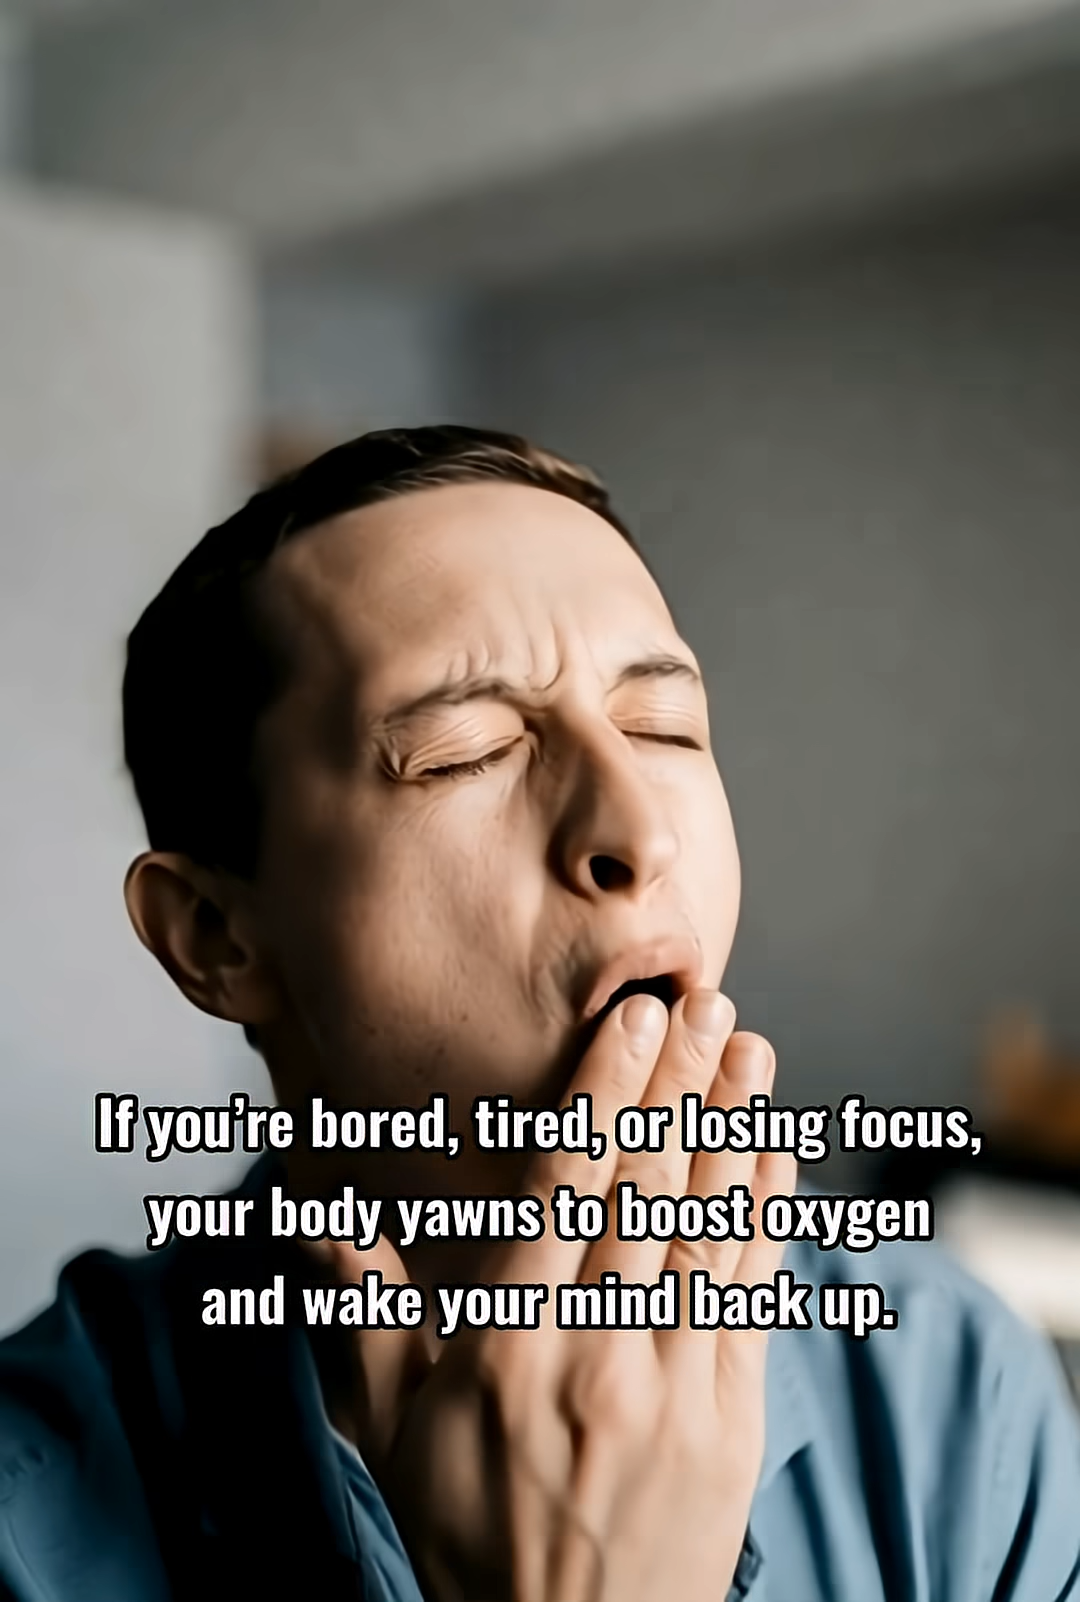 If you’re bored, tired, or losing focus,
your body yawns to boost oxygen
and wake your mind back up.